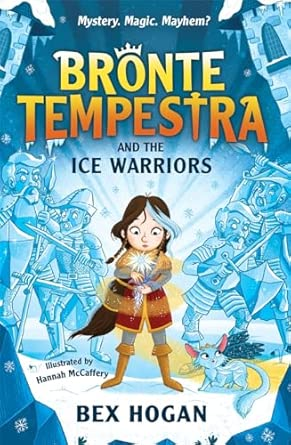 Mystery. Magic. Mayhem?
BRONTE
TEMPESTRA
AND THE
ICE WARRIORS
Illustrated by
Hannah McCaffery
BEX HOGAN